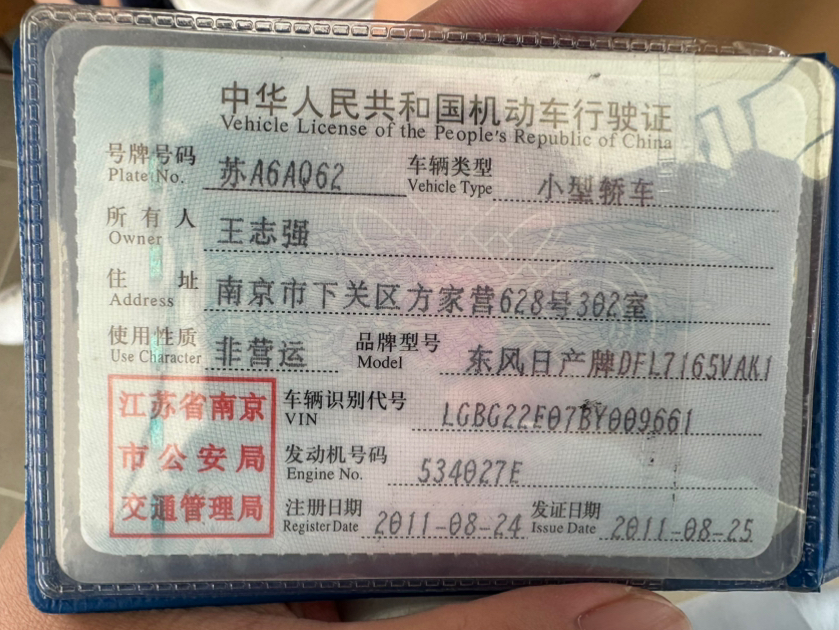 中华人民共和国机动车行驶证
Vehicle License of the People's Republic of China
号牌号码 苏A6AQ62 车辆类型 小型轿车
Plate No. Vehicle Type
所有人 王志强
Owner
住址 南京市下关区方家营628号302室
Address
使用性质 非营运 品牌型号 东风日产牌DFL7165VAK1
Use Character Model
江苏省南京 车辆识别代号 LGBG22E07BY009661
VIN
市公安局 发动机号码 534027E
Engine No.
交通管理局 注册日期 2011-08-24 发证日期 2011-08-25
Register Date Issue Date